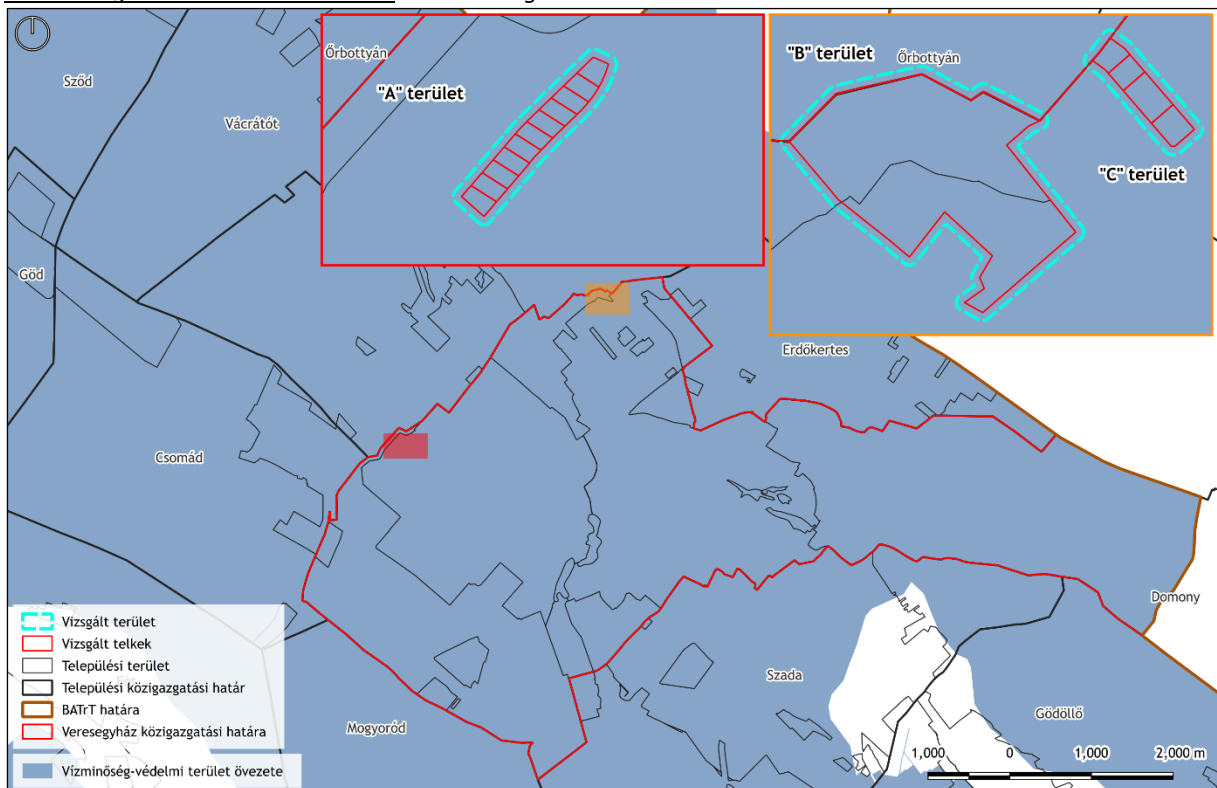 Sződ
Vácrátót
Őrbottyán
"A" terület
"B" terület
Őrbottyán
"C" terület
Göd
Erdőkertes
Csomád
Domony
Szada
Gödöllő
Mogyoród
Vizsgált terület
Vizsgált telkek
Települési terület
Települési közigazgatási határ
BATrT határa
Veresegyház közigazgatási határa
Vízminőség-védelmi terület övezete
1,000 0 1,000 2,000 m